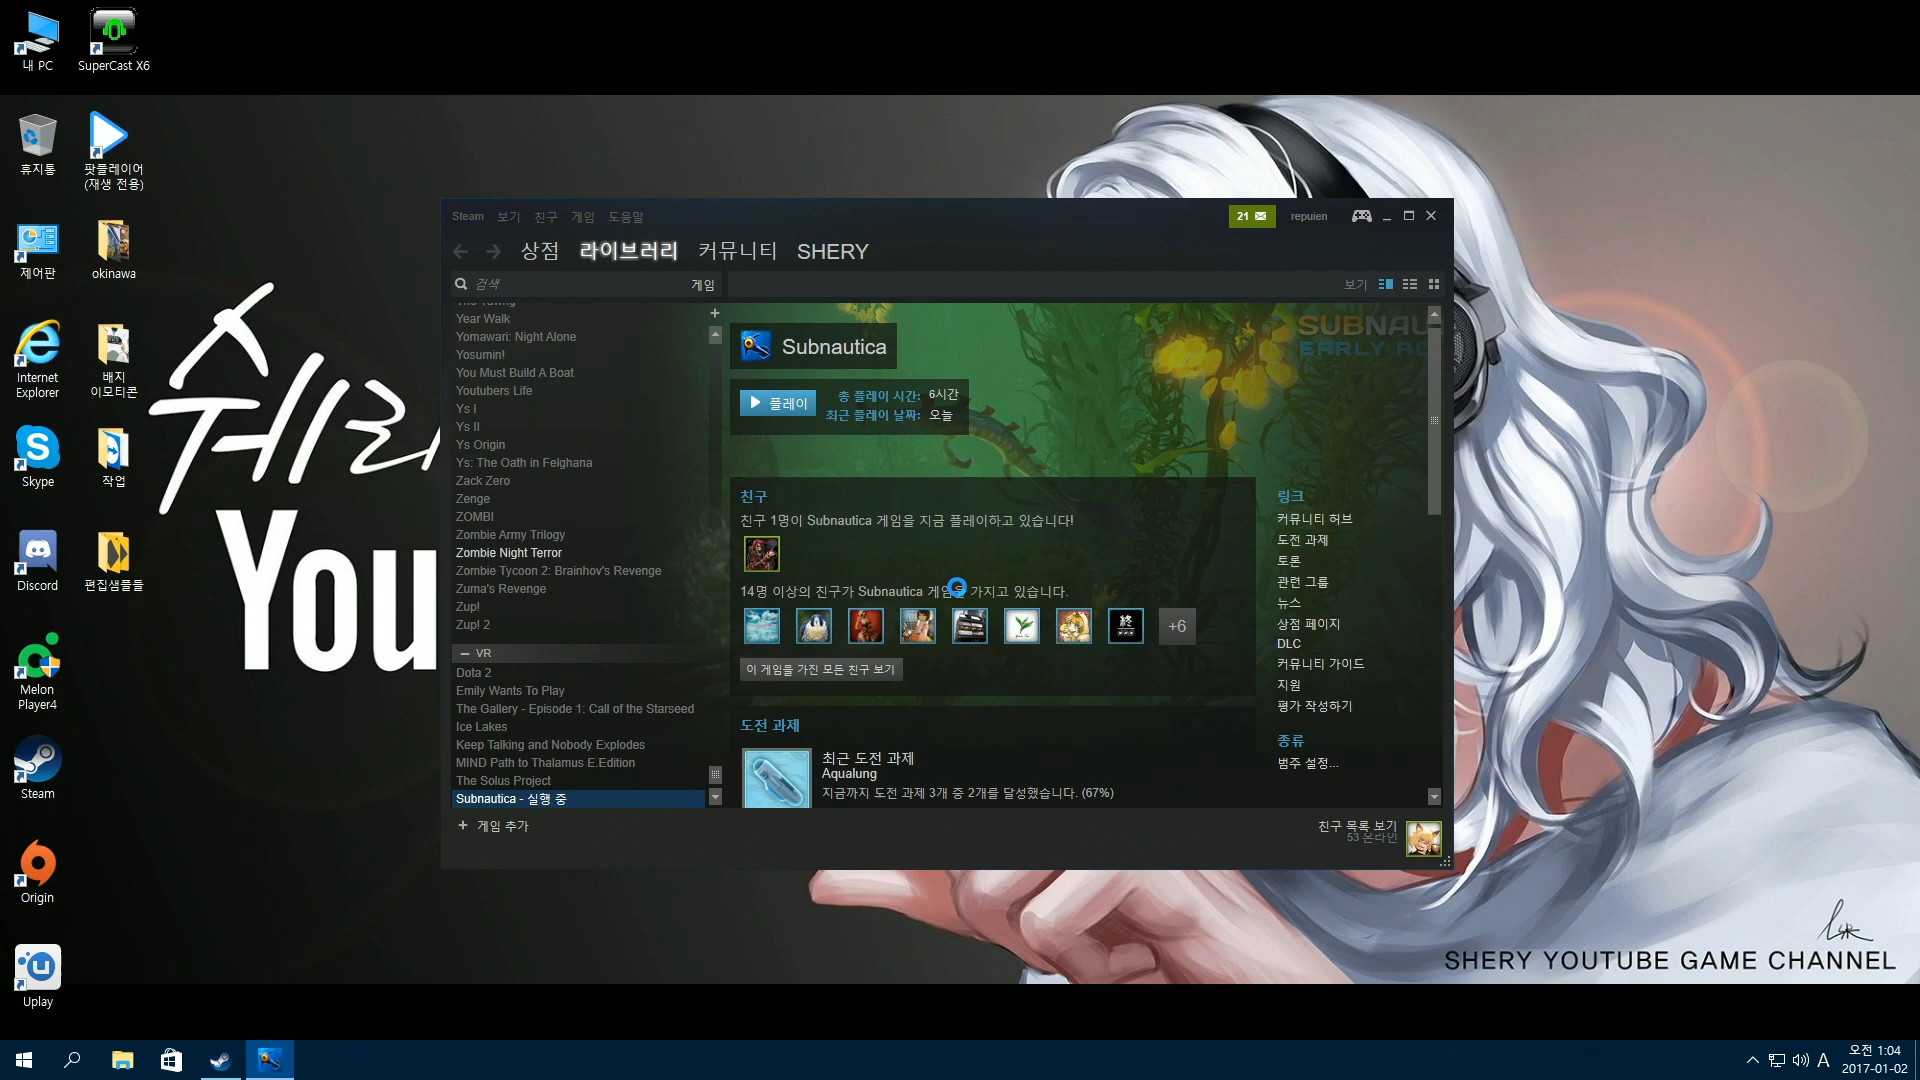 내 PC
SuperCast X6
휴지통
팟플레이어
(재생 전용)
제어판
okinawa
Internet
Explorer
배지
이모티콘
Skype
작업
Discord
편집샘플들
Melon
Player4
Steam
Origin
Uplay
You
Steam 보기 친구 게임 도움말
21
repuien
상점 라이브러리 커뮤니티 SHERY
검색
게임
보기
Year Walk
Yomawari: Night Alone
Yosumin!
You Must Build A Boat
Youtubers Life
Ys I
Ys II
Ys Origin
Ys: The Oath in Felghana
Zack Zero
Zenge
ZOMBI
Zombie Army Trilogy
Zombie Night Terror
Zombie Tycoon 2: Brainhov's Revenge
Zuma's Revenge
Zup!
Zup! 2
VR
Dota 2
Emily Wants To Play
The Gallery - Episode 1: Call of the Starseed
Ice Lakes
Keep Talking and Nobody Explodes
MIND Path to Thalamus E.Edition
The Solus Project
Subnautica - 실행 중
+ 게임 추가
Subnautica
플레이
총 플레이 시간: 6시간
최근 플레이 날짜: 오늘
친구
친구 1명이 Subnautica 게임을 지금 플레이하고 있습니다!
14명 이상의 친구가 Subnautica 게임을 가지고 있습니다.
終
+6
이 게임을 가진 모든 친구 보기
도전 과제
최근 도전 과제
Aqualung
지금까지 도전 과제 3개 중 2개를 달성했습니다. (67%)
링크
커뮤니티 허브
도전 과제
토론
관련 그룹
뉴스
상점 페이지
DLC
커뮤니티 가이드
지원
평가 작성하기
종류
범주 설정...
친구 목록 보기
53 온라인
SHERY YOUTUBE GAME CHANNEL
A
오전 1:04
2017-01-02